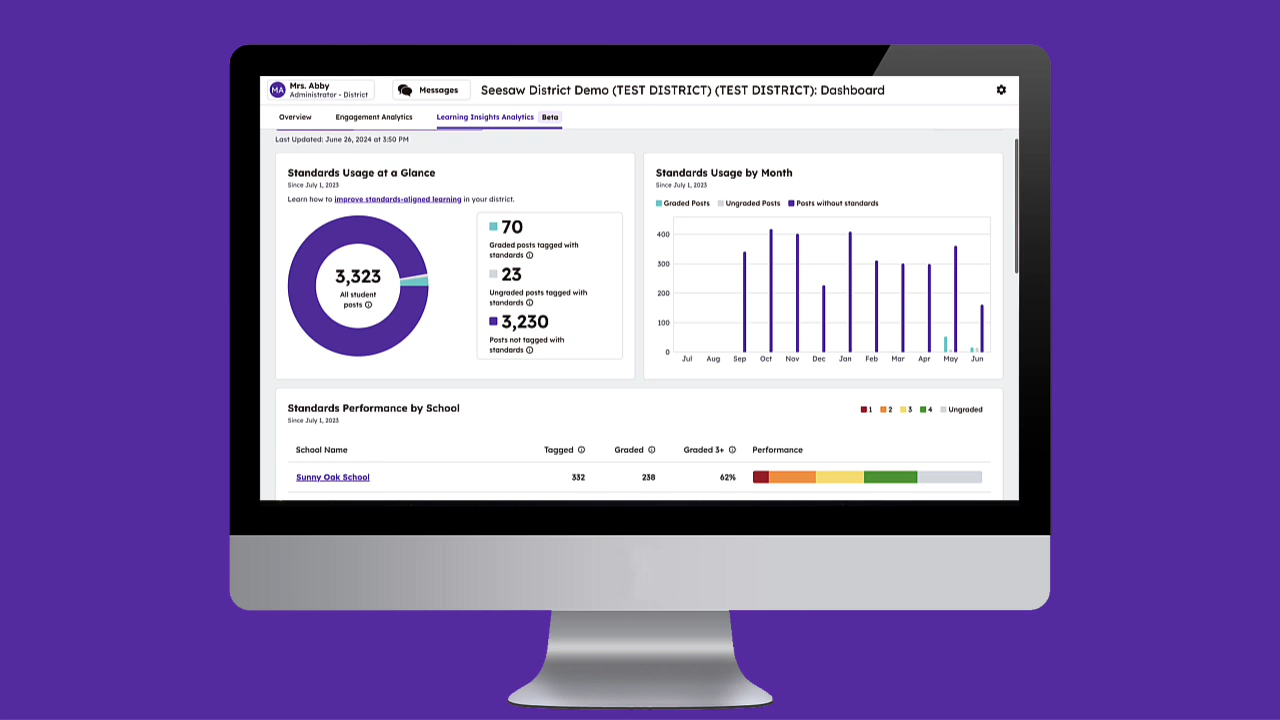 MA
Mrs. Abby
Administrator - District
Messages
Seesaw District Demo (TEST DISTRICT) (TEST DISTRICT): Dashboard
Overview
Engagement Analytics
Learning Insights Analytics
Beta
Last Updated: June 26, 2024 at 3:50 PM
Standards Usage at a Glance
Since July 1, 2023
Learn how to improve standards-aligned learning in your district.
3,323
All student
posts
70
Graded posts tagged with
standards
23
Ungraded posts tagged with
standards
3,230
Posts not tagged with
standards
Standards Usage by Month
Since July 1, 2023
Graded Posts
Ungraded Posts
Posts without standards
400
300
200
100
0
Jul Aug Sep Oct Nov Dec Jan Feb Mar Apr May Jun
Standards Performance by School
Since July 1, 2023
1 2 3 4 Ungraded
School Name Tagged Graded Graded 3+ Performance
Sunny Oak School 332 238 62%